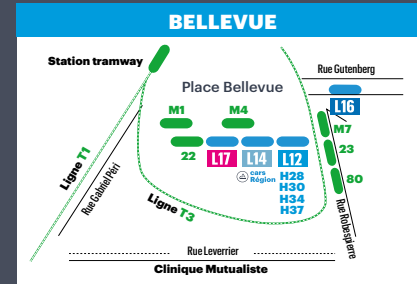 BELLEVUE
Station tramway
Place Bellevue
Rue Gutenberg
M1
M4
L16
M7
22
L17
L14
L12
23
cars
Région
H28
H30
H34
H37
80
Ligne T1
Rue Gabriel Péri
Ligne T3
Rue Robespierre
Rue Leverrier
Clinique Mutualiste